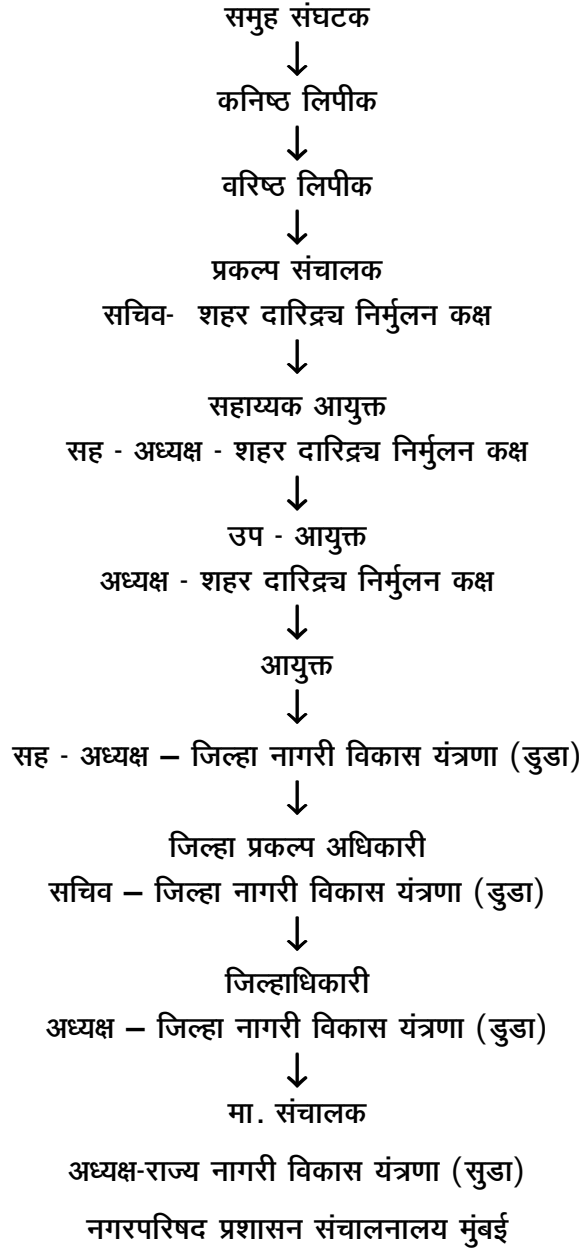 समुह संघटक
↓
कनिष्ठ लिपीक
↓
वरिष्ठ लिपीक
↓
प्रकल्प संचालक
सचिव- शहर दारिद्र्य निर्मुलन कक्ष
↓
सहाय्यक आयुक्त
सह - अध्यक्ष - शहर दारिद्र्य निर्मुलन कक्ष
↓
उप - आयुक्त
अध्यक्ष - शहर दारिद्र्य निर्मुलन कक्ष
↓
आयुक्त
↓
सह - अध्यक्ष – जिल्हा नागरी विकास यंत्रणा (डुडा)
↓
जिल्हा प्रकल्प अधिकारी
सचिव – जिल्हा नागरी विकास यंत्रणा (डुडा)
↓
जिल्हाधिकारी
अध्यक्ष – जिल्हा नागरी विकास यंत्रणा (डुडा)
↓
मा. संचालक
अध्यक्ष-राज्य नागरी विकास यंत्रणा (सुडा)
नगरपरिषद प्रशासन संचालनालय मुंबई